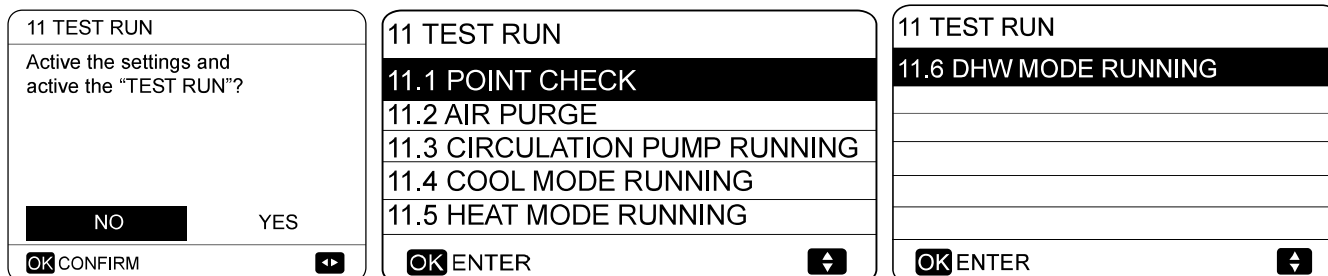 11 TEST RUN
Active the settings and
active the “TEST RUN”?
NO YES
OK CONFIRM
11 TEST RUN
11.1 POINT CHECK
11.2 AIR PURGE
11.3 CIRCULATION PUMP RUNNING
11.4 COOL MODE RUNNING
11.5 HEAT MODE RUNNING
OK ENTER
11 TEST RUN
11.6 DHW MODE RUNNING
OK ENTER